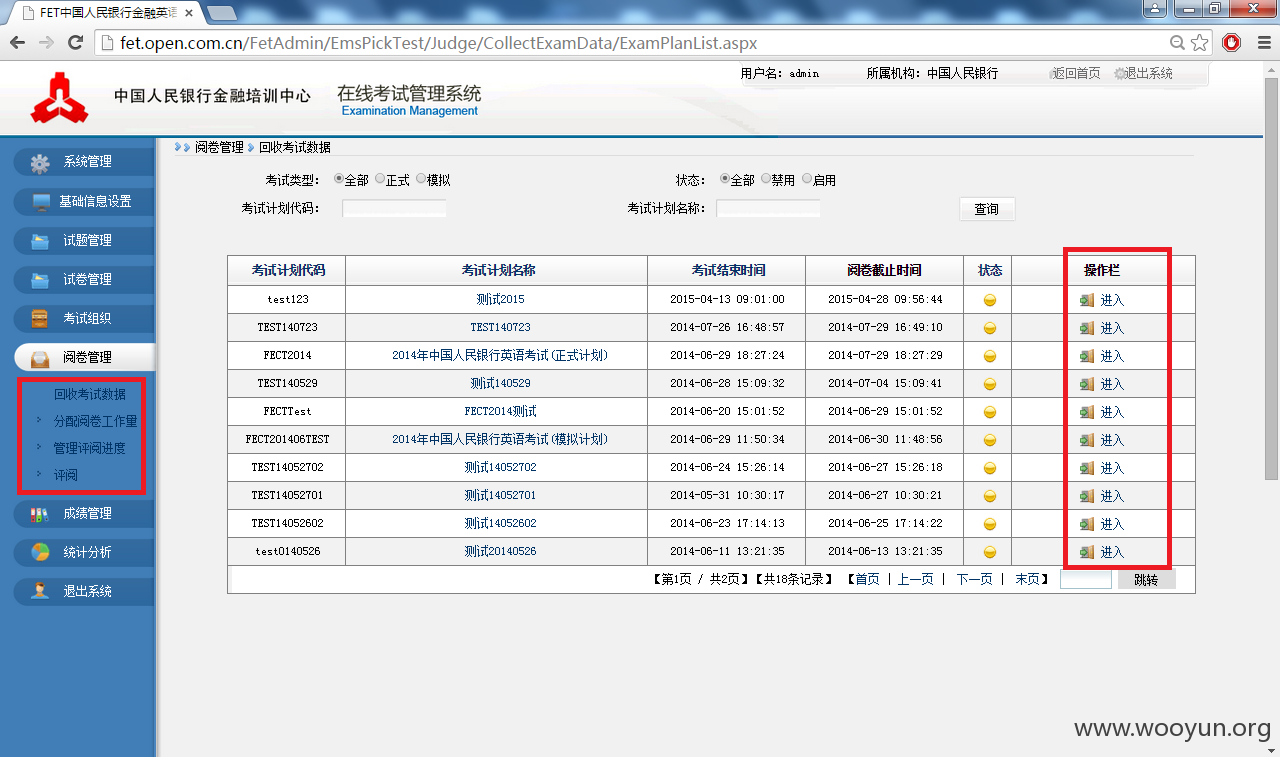 FET中国人民银行金融英语
fet.open.com.cn/FetAdmin/EmsPickTest/Judge/CollectExamData/ExamPlanList.aspx
中国人民银行金融培训中心 在线考试管理系统
Examination Management
用户名：admin 所属机构：中国人民银行 返回首页 退出系统
系统管理
基础信息设置
试题管理
试卷管理
考试组织
阅卷管理
回收考试数据
分配阅卷工作量
管理评阅进度
评阅
成绩管理
统计分析
退出系统
阅卷管理 回收考试数据
考试类型： 全部 正式 模拟 状态： 全部 禁用 启用
考试计划代码： 考试计划名称： 查询
考试计划代码 考试计划名称 考试结束时间 阅卷截止时间 状态 操作栏
test123 测试2015 2015-04-13 09:01:00 2015-04-28 09:56:44 进入
TEST140723 TEST140723 2014-07-26 16:48:57 2014-07-29 16:49:10 进入
FECT2014 2014年中国人民银行英语考试(正式计划) 2014-06-29 18:27:24 2014-07-29 18:27:29 进入
TEST140529 测试140529 2014-06-28 15:09:32 2014-07-04 15:09:41 进入
FECTTest FECT2014测试 2014-06-20 15:01:52 2014-06-29 15:01:52 进入
FECT201406TEST 2014年中国人民银行英语考试(模拟计划) 2014-06-29 11:50:34 2014-06-30 11:48:56 进入
TEST14052702 测试14052702 2014-06-24 15:26:14 2014-06-27 15:26:18 进入
TEST14052701 测试14052701 2014-05-31 10:30:17 2014-06-27 10:30:21 进入
TEST14052602 测试14052602 2014-06-23 17:14:13 2014-06-25 17:14:22 进入
test0140526 测试20140526 2014-06-11 13:21:35 2014-06-13 13:21:35 进入
【第1页 / 共2页】【共18条记录】 【首页 | 上一页 | 下一页 | 末页】 跳转
www.wooyun.org